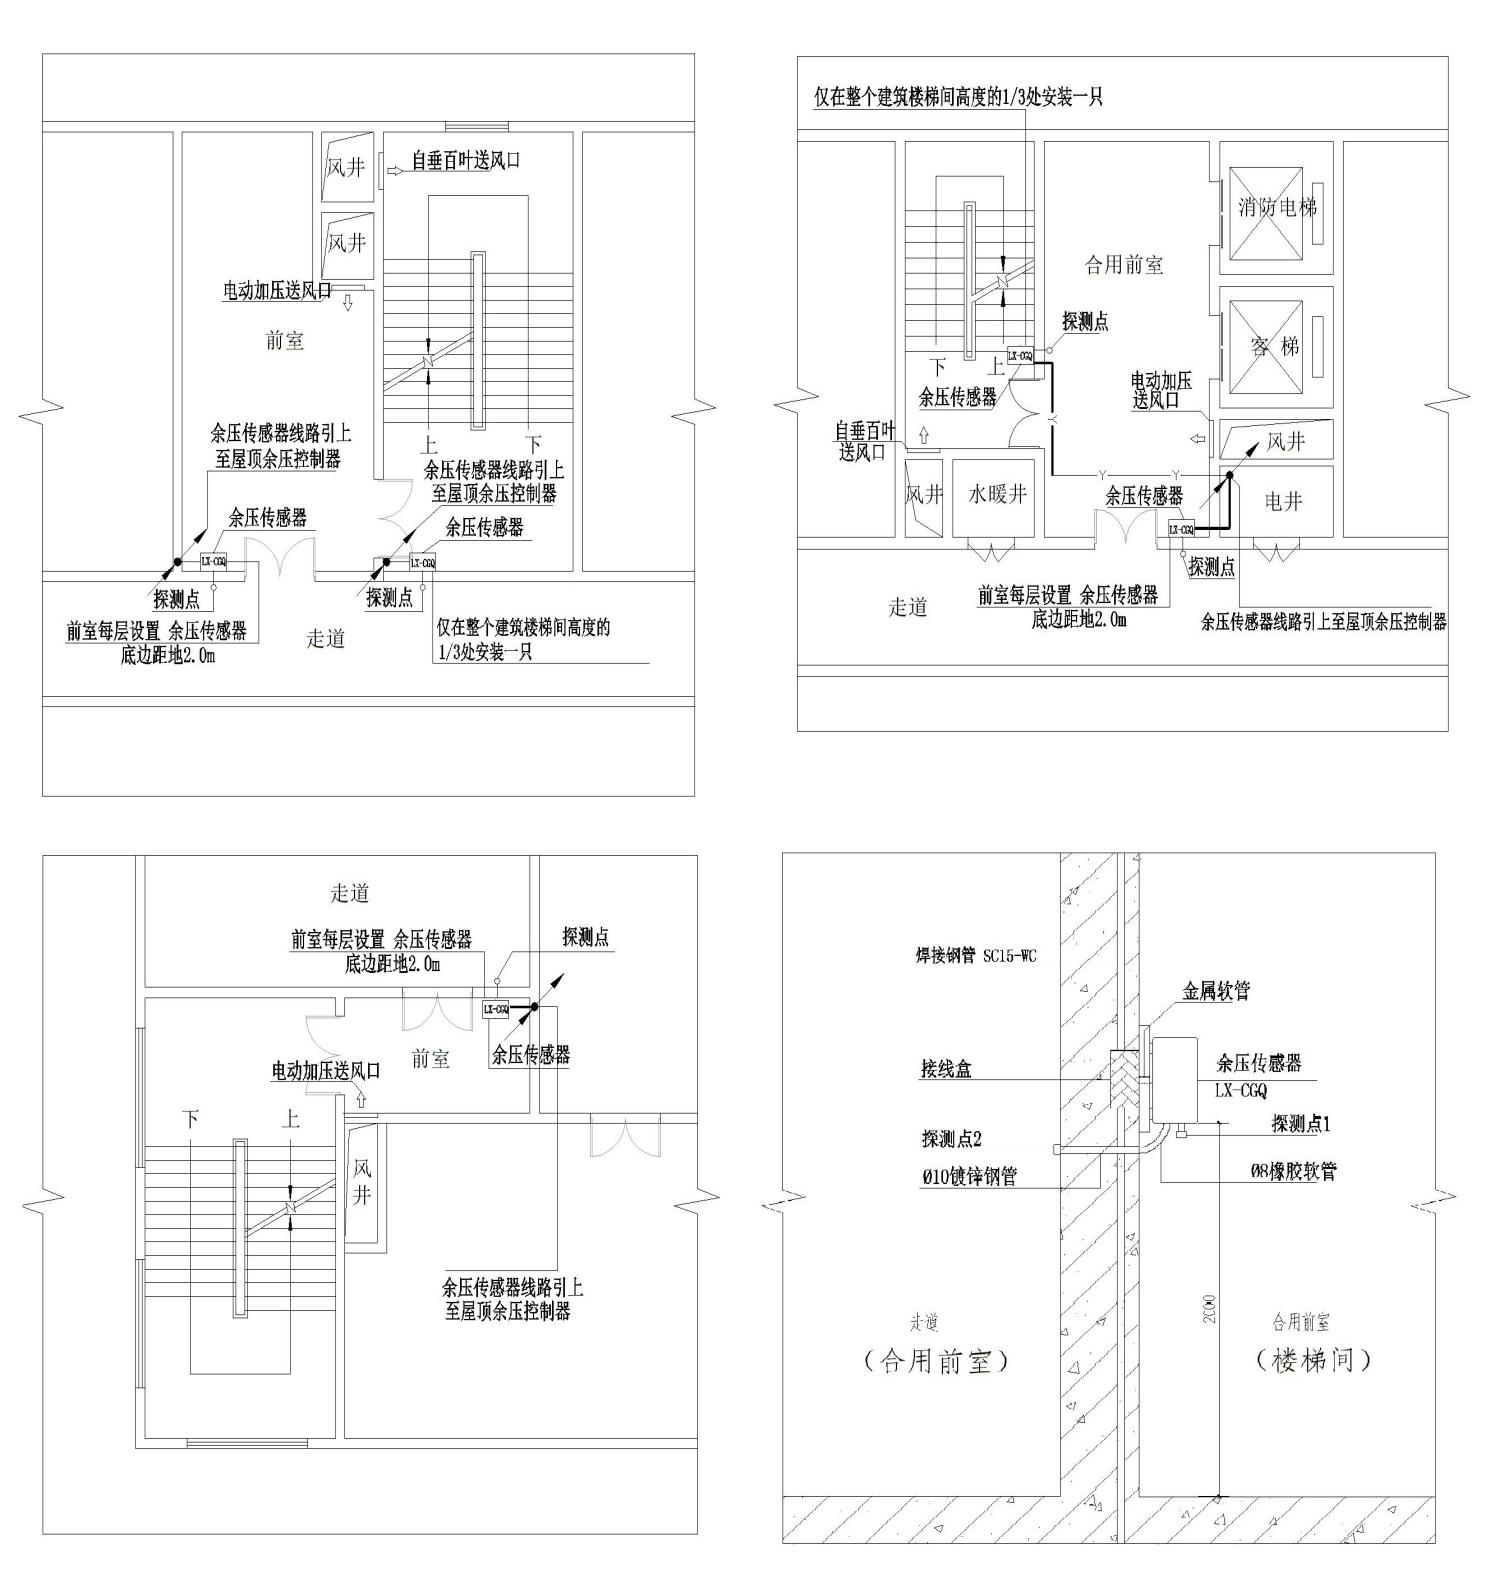 风井
自垂百叶送风口
风井
电动加压送风口
前室
上
下
余压传感器线路引上
至屋顶余压控制器
余压传感器线路引上
至屋顶余压控制器
余压传感器
余压传感器
LX-CGQ
LX-CGQ
探测点
探测点
前室每层设置 余压传感器
底边距地2.0m
走道
仅在整个建筑楼梯间高度的
1/3处安装一只
仅在整个建筑楼梯间高度的1/3处安装一只
消防电梯
合用前室
探测点
客 梯
LX-CGQ
下
上
余压传感器
电动加压
送风口
自垂百叶
送风口
风井
风井
水暖井
余压传感器
电井
LX-CGQ
探测点
走道
前室每层设置 余压传感器
底边距地2.0m
余压传感器线路引上至屋顶余压控制器
走道
前室每层设置 余压传感器
底边距地2.0m
探测点
LX-CGQ
余压传感器
前室
电动加压送风口
下
上
风
井
余压传感器线路引上
至屋顶余压控制器
焊接钢管 SC15-WC
金属软管
接线盒
余压传感器
LX-CGQ
探测点2
探测点1
Ø10镀锌钢管
Ø8橡胶软管
2000
走道
（合用前室）
合用前室
（楼梯间）